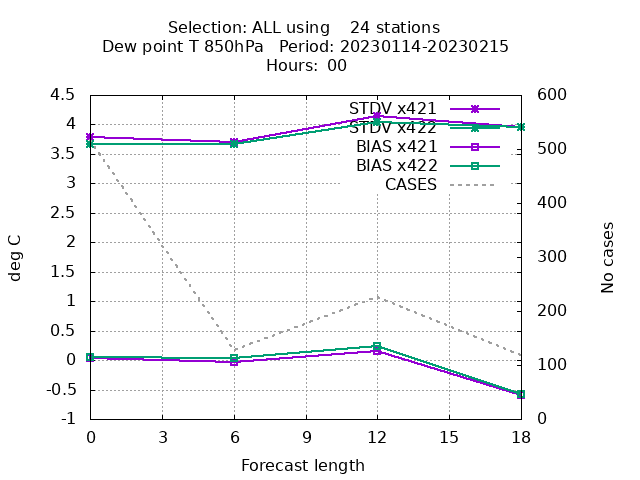 Selection: ALL using    24 stations
Dew point T 850hPa   Period: 20230114-20230215
Hours: 00
STDV x421
STDV x422
BIAS x421
BIAS x422
CASES
deg C
4.5
4
3.5
3
2.5
2
1.5
1
0.5
0
-0.5
-1
No cases
600
500
400
300
200
100
0
0 3 6 9 12 15 18
Forecast length